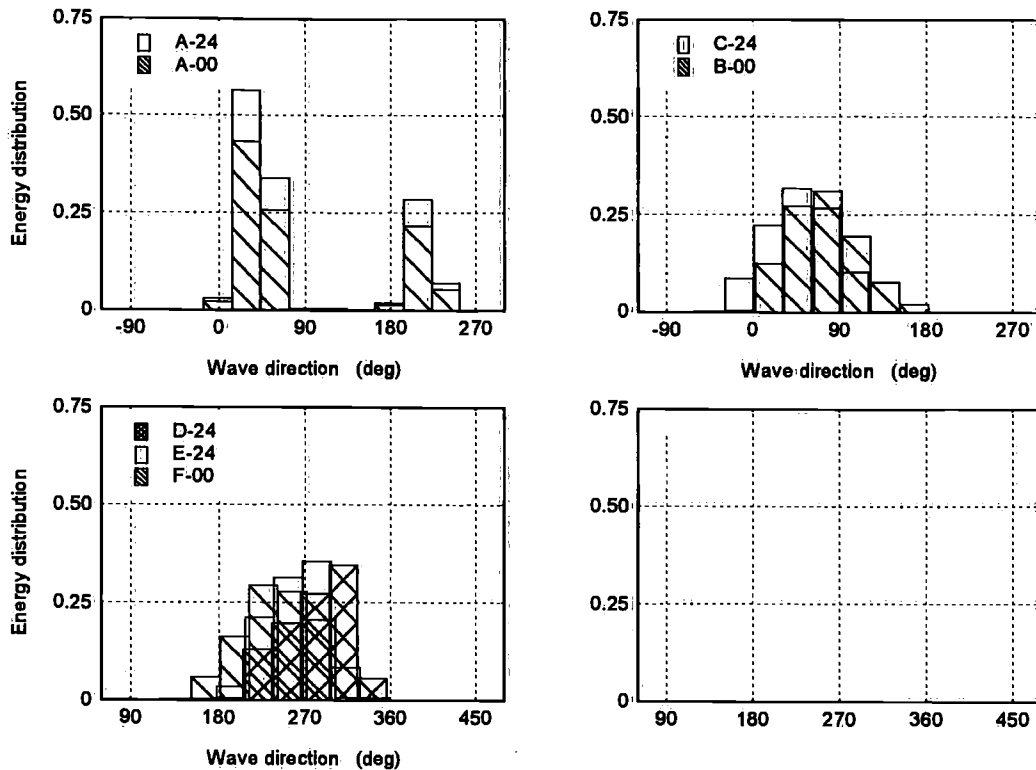 0.75
A-24
A-00
0.50
0.25
0
Energy distribution
-90 0 90 180 270
Wave direction (deg)
0.75
C-24
B-00
0.50
0.25
0
-90 0 90 180 270
Wave direction (deg)
0.75
D-24
E-24
F-00
0.50
0.25
0
Energy distribution
90 180 270 360 450
Wave direction (deg)
0.75
0.50
0.25
0
90 180 270 360 450